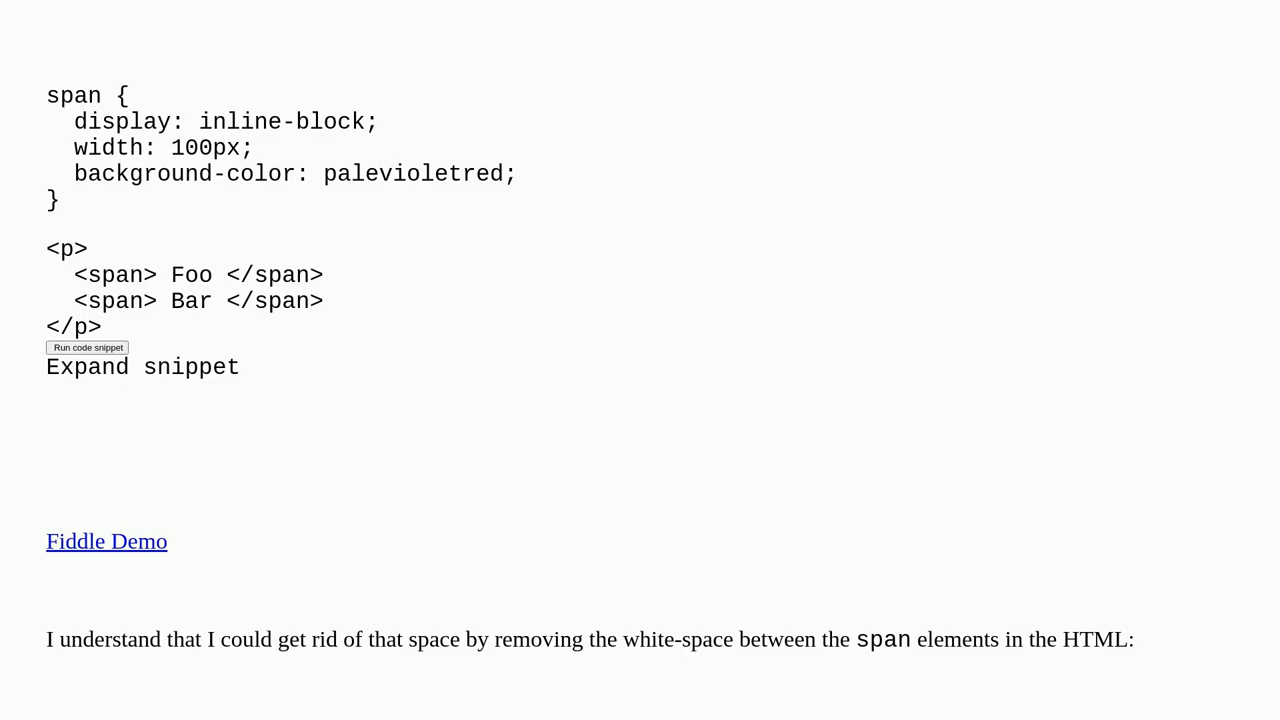 span {
  display: inline-block;
  width: 100px;
  background-color: palevioletred;
}
<p>
  <span> Foo </span>
  <span> Bar </span>
</p>
Run code snippet
Expand snippet
Fiddle Demo
I understand that I could get rid of that space by removing the white-space between the span elements in the HTML: